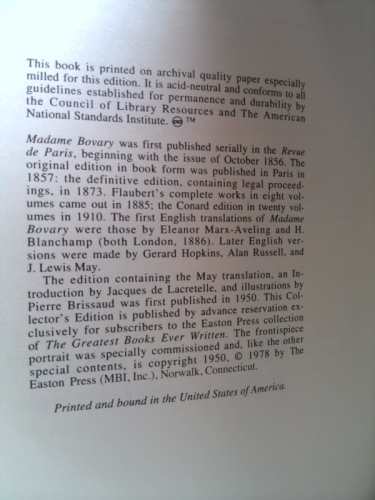 This book is printed on archival quality paper especially
milled for this edition. It is acid-neutral and conforms to all
guidelines established for permanence and durability by
the Council of Library Resources and The American
National Standards Institute. ♾ ™
Madame Bovary was first published serially in the Revue
de Paris, beginning with the issue of October 1856. The
original edition in book form was published in Paris in
1857: the definitive edition, containing legal proceed-
ings, in 1873. Flaubert's complete works in eight vol-
umes came out in 1885; the Conard edition in twenty vol-
umes in 1910. The first English translations of Madame
Bovary were those by Eleanor Marx-Aveling and H.
Blanchamp (both London, 1886). Later English ver-
sions were made by Gerard Hopkins, Alan Russell, and
J. Lewis May.
The edition containing the May translation, an In-
troduction by Jacques de Lacretelle, and illustrations by
Pierre Brissaud was first published in 1950. This Col-
lector's Edition is published by advance reservation ex-
clusively for subscribers to the Easton Press collection
of The Greatest Books Ever Written. The frontispiece
portrait was specially commissioned and, like the other
special contents, is copyright 1950, © 1978 by The
Easton Press (MBI, Inc.), Norwalk, Connecticut.
Printed and bound in the United States of America.